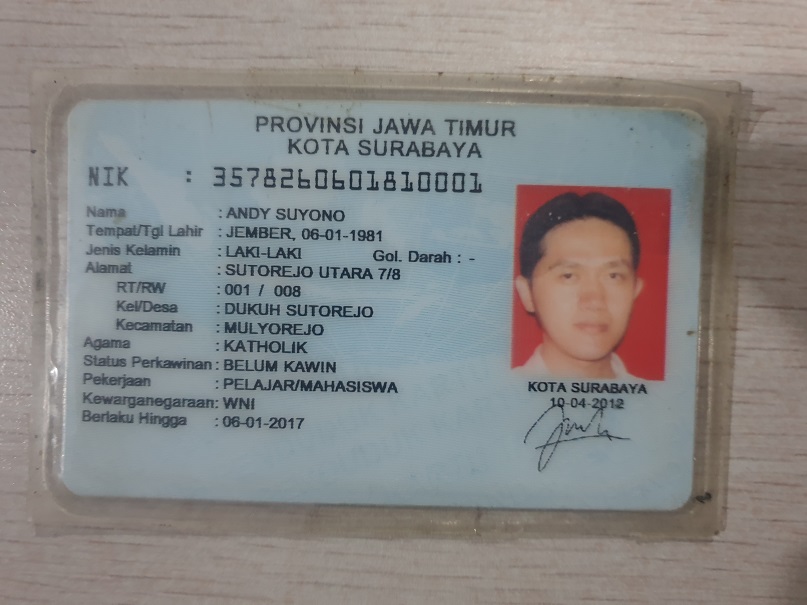 PROVINSI JAWA TIMUR
KOTA SURABAYA
NIK : 3578260601810001
Nama : ANDY SUYONO
Tempat/Tgl Lahir : JEMBER, 06-01-1981
Jenis Kelamin : LAKI-LAKI Gol. Darah : -
Alamat : SUTOREJO UTARA 7/8
RT/RW : 001 / 008
Kel/Desa : DUKUH SUTOREJO
Kecamatan : MULYOREJO
Agama : KATHOLIK
Status Perkawinan : BELUM KAWIN
Pekerjaan : PELAJAR/MAHASISWA
Kewarganegaraan: WNI
Berlaku Hingga : 06-01-2017
KOTA SURABAYA
10-04-2012